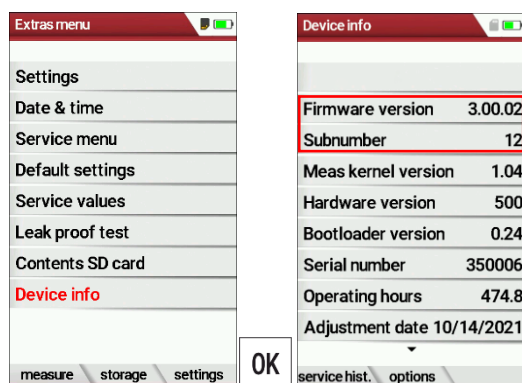 Extras menu
Settings
Date & time
Service menu
Default settings
Service values
Leak proof test
Contents SD card
Device info
measure storage settings
OK
Device info
Firmware version 3.00.02
Subnumber 12
Meas kernel version 1.04
Hardware version 500
Bootloader version 0.24
Serial number 350006
Operating hours 474.8
Adjustment date 10/14/2021
service hist. options